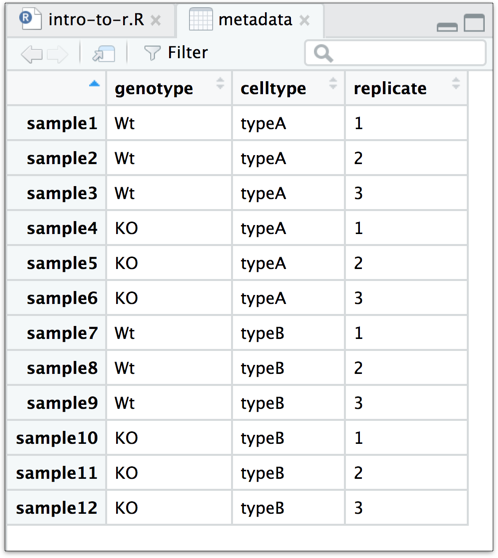 intro-to-r.R metadata
Filter
genotype celltype replicate
sample1 Wt typeA 1
sample2 Wt typeA 2
sample3 Wt typeA 3
sample4 KO typeA 1
sample5 KO typeA 2
sample6 KO typeA 3
sample7 Wt typeB 1
sample8 Wt typeB 2
sample9 Wt typeB 3
sample10 KO typeB 1
sample11 KO typeB 2
sample12 KO typeB 3